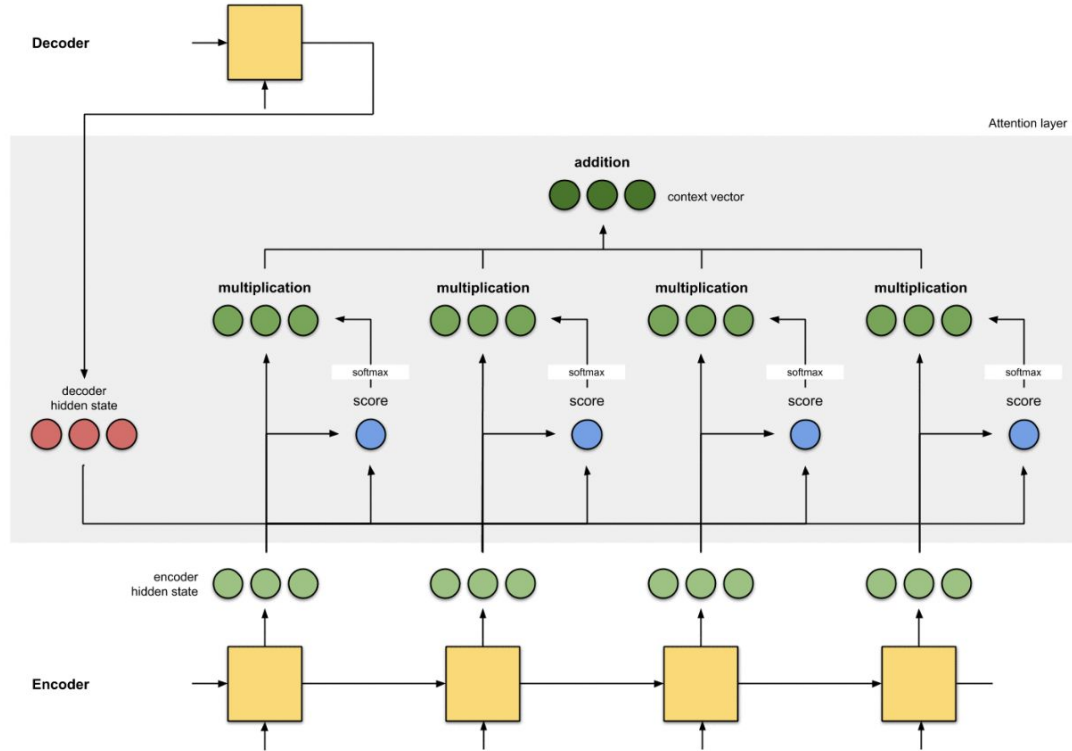 Decoder
Attention layer
addition
context vector
multiplication
multiplication
multiplication
multiplication
softmax
softmax
softmax
softmax
decoder
hidden state
score
score
score
score
encoder
hidden state
Encoder